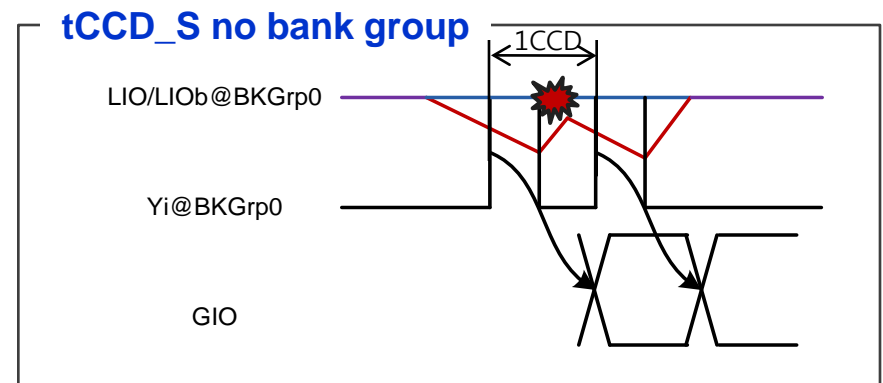 tCCD_S no bank group
1CCD
LIO/LIOb@BKGrp0
Yi@BKGrp0
GIO